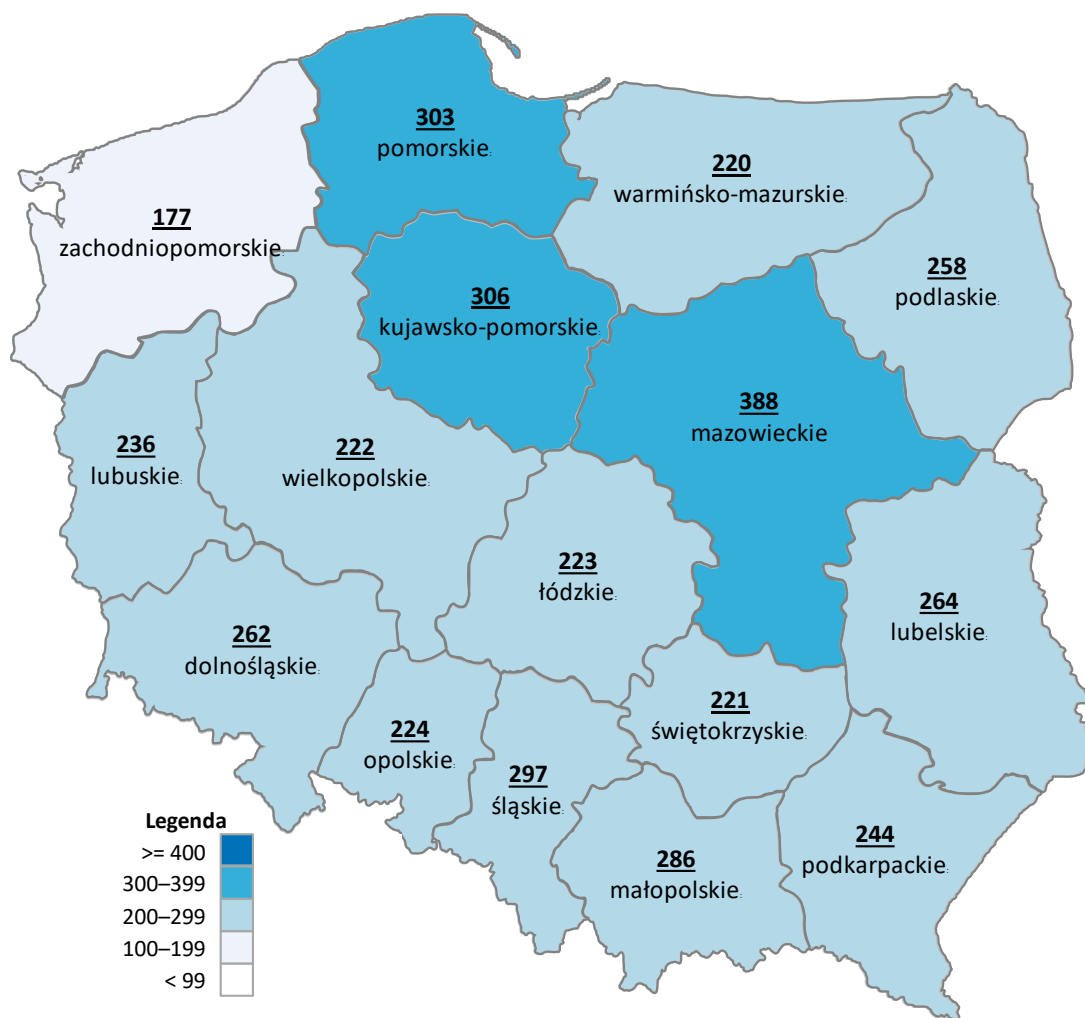 303
pomorskie
220
warmińsko-mazurskie
177
zachodniopomorskie
258
podlaskie
306
kujawsko-pomorskie
388
mazowieckie
236
lubuskie
222
wielkopolskie
223
łódzkie
264
lubelskie
262
dolnośląskie
221
świętokrzyskie
224
opolskie
297
śląskie
244
podkarpackie
286
małopolskie
Legenda
>= 400
300–399
200–299
100–199
< 99